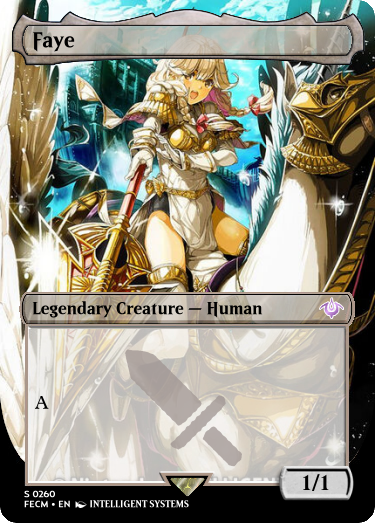 Faye
Legendary Creature — Human
A
1/1
S 0260
FECM • EN INTELLIGENT SYSTEMS